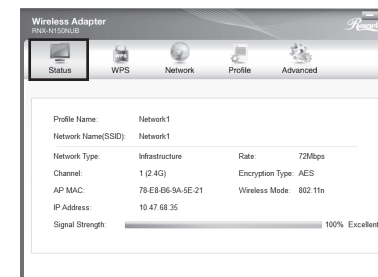 Wireless Adapter
RNX-N150NUB
Status WPS Network Profile Advanced
Profile Name: Network1
Network Name(SSID): Network1
Network Type: Infrastructure Rate: 72Mbps
Channel: 1 (2.4G) Encryption Type: AES
AP MAC: 78-E8-B6-9A-5E-21 Wireless Mode: 802.11n
IP Address: 10.47.68.35
Signal Strength: 100% Excellent